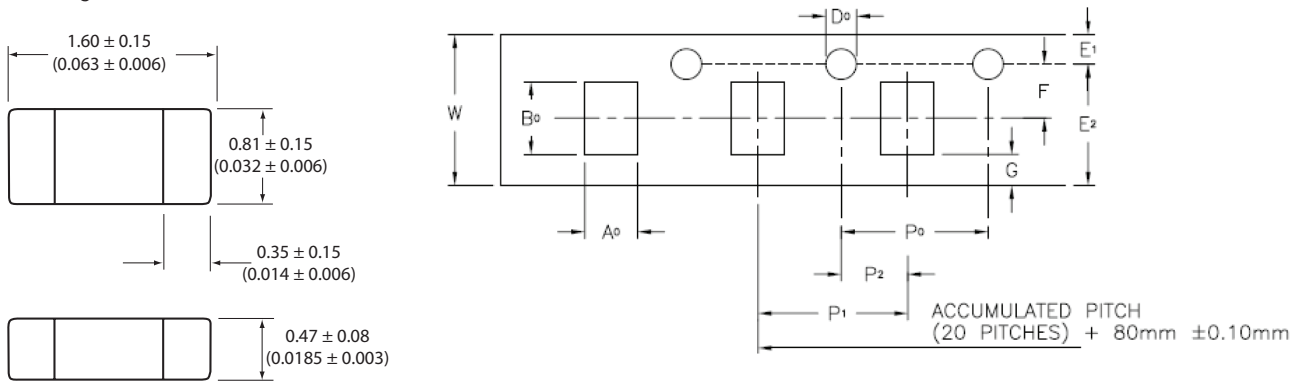 1.60 ± 0.15
(0.063 ± 0.006)
0.81 ± 0.15
(0.032 ± 0.006)
0.35 ± 0.15
(0.014 ± 0.006)
0.47 ± 0.08
(0.0185 ± 0.003)
D0
E1
F
W
B0
E2
G
A0
P0
P2
P1
ACCUMULATED PITCH
(20 PITCHES) + 80mm ±0.10mm